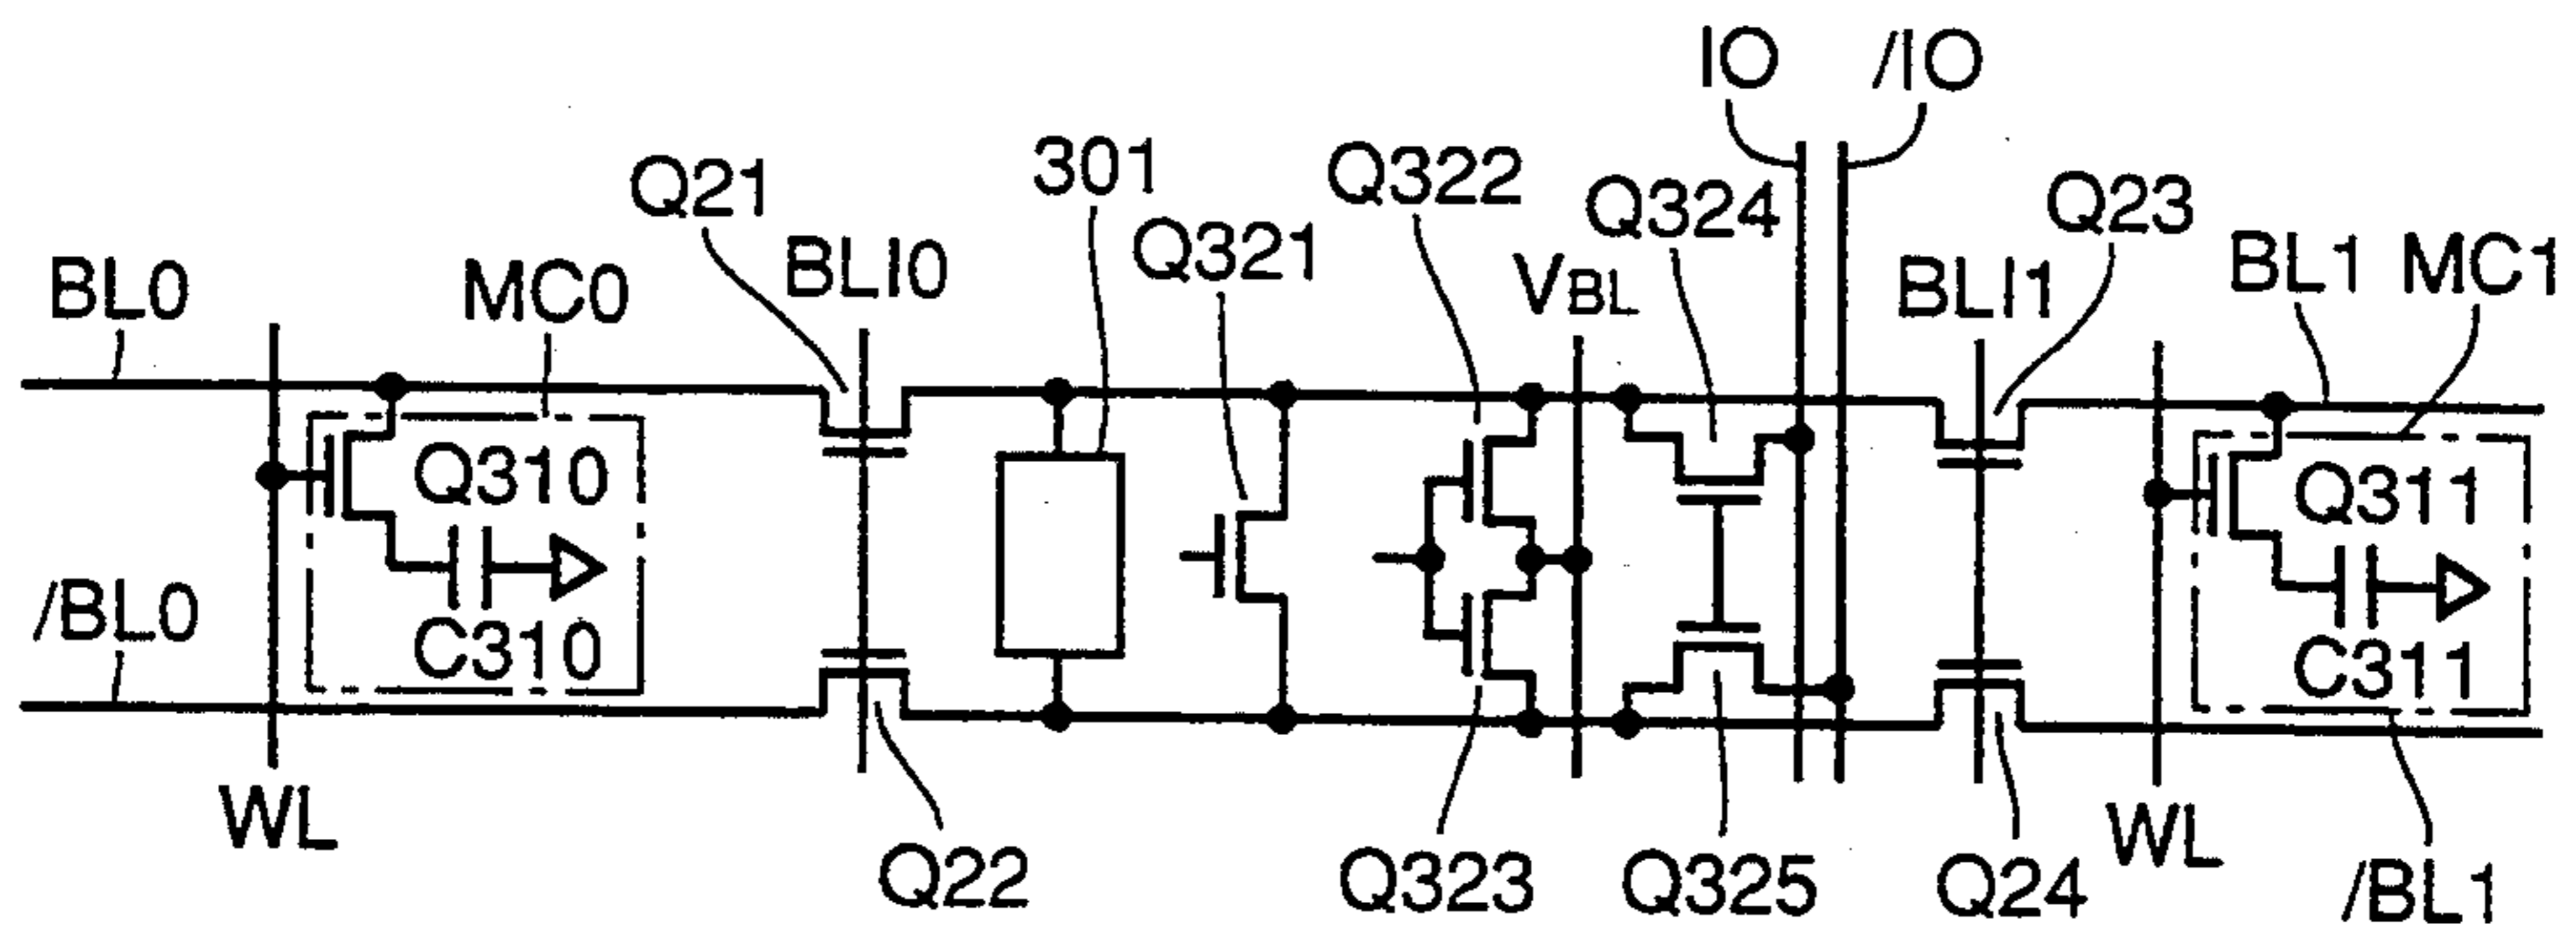 IO
/IO
301
Q322
Q21
Q324
Q23
Q321
BLI0
VBL
BLI1
BL1
MC1
BL0
MC0
Q310
Q311
/BL0
C310
C311
WL
Q22
Q323
Q325
Q24
WL
/BL1